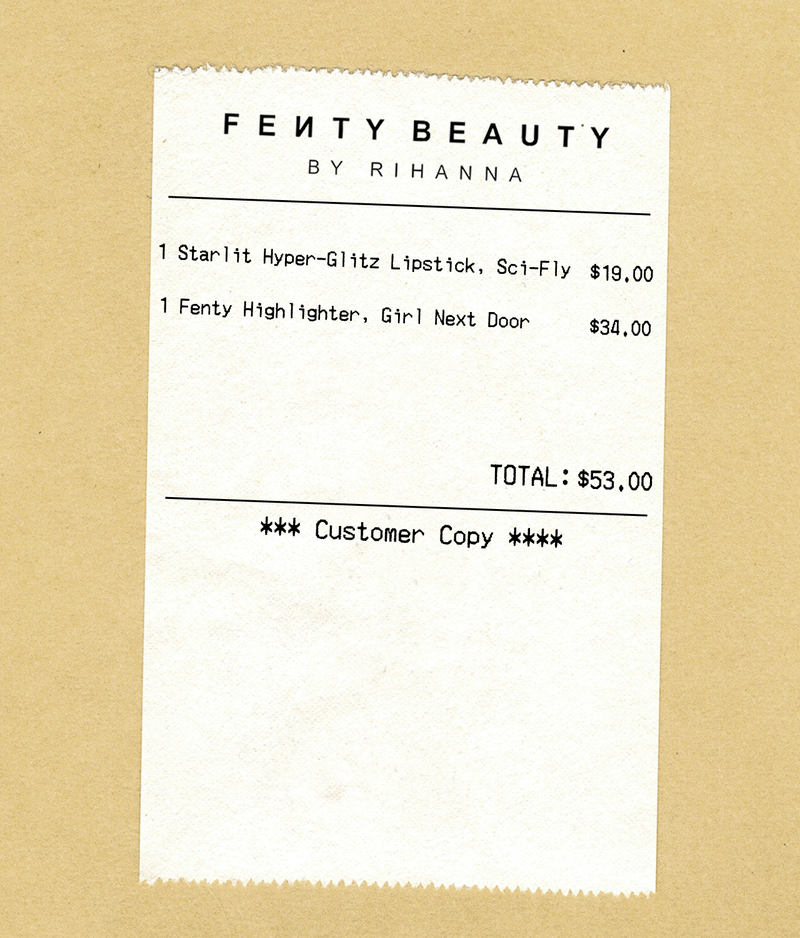 FEИTY BEAUTY
BY RIHANNA
1 Starlit Hyper-Glitz Lipstick, Sci-Fly $19.00
1 Fenty Highlighter, Girl Next Door $34.00
TOTAL: $53.00
*** Customer Copy ****